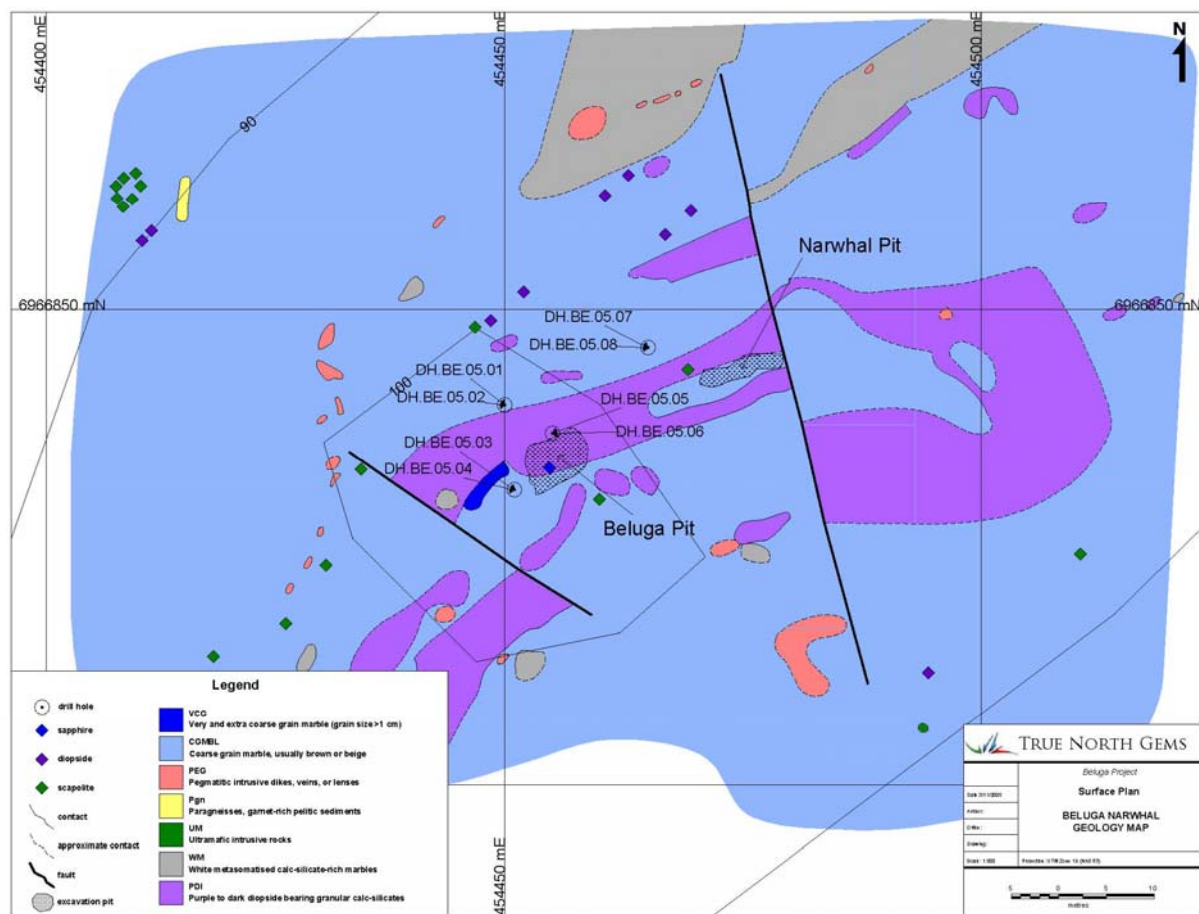 454400 mE
454450 mE
454500 mE
N
90
Narwhal Pit
6966850 mN
6966850 mN
DH.BE.05.07
DH.BE.05.08
100
DH.BE.05.01
DH.BE.05.02
DH.BE.05.05
DH.BE.05.06
DH.BE.05.03
DH.BE.05.04
Beluga Pit
454450 mE
Legend
drill hole
sapphire
diopside
scapolite
contact
approximate contact
fault
excavation pit
VCG
Very and extra coarse grain marble (grain size>1 cm)
CGMBL
Coarse grain marble, usually brown or beige
PEG
Pegmatitic intrusive dikes, veins, or lenses
Pgn
Paragneisses, garnet-rich pelitic sediments
UM
Ultramafic intrusive rocks
WM
White metasomatised calc-silicate-rich marbles
PDI
Purple to dark diopside bearing granular calc-silicates
TRUE NORTH GEMS
Beluga Project
Surface Plan
BELUGA NARWHAL
GEOLOGY MAP
Office:
Drawing:
5 0 5 10
metres